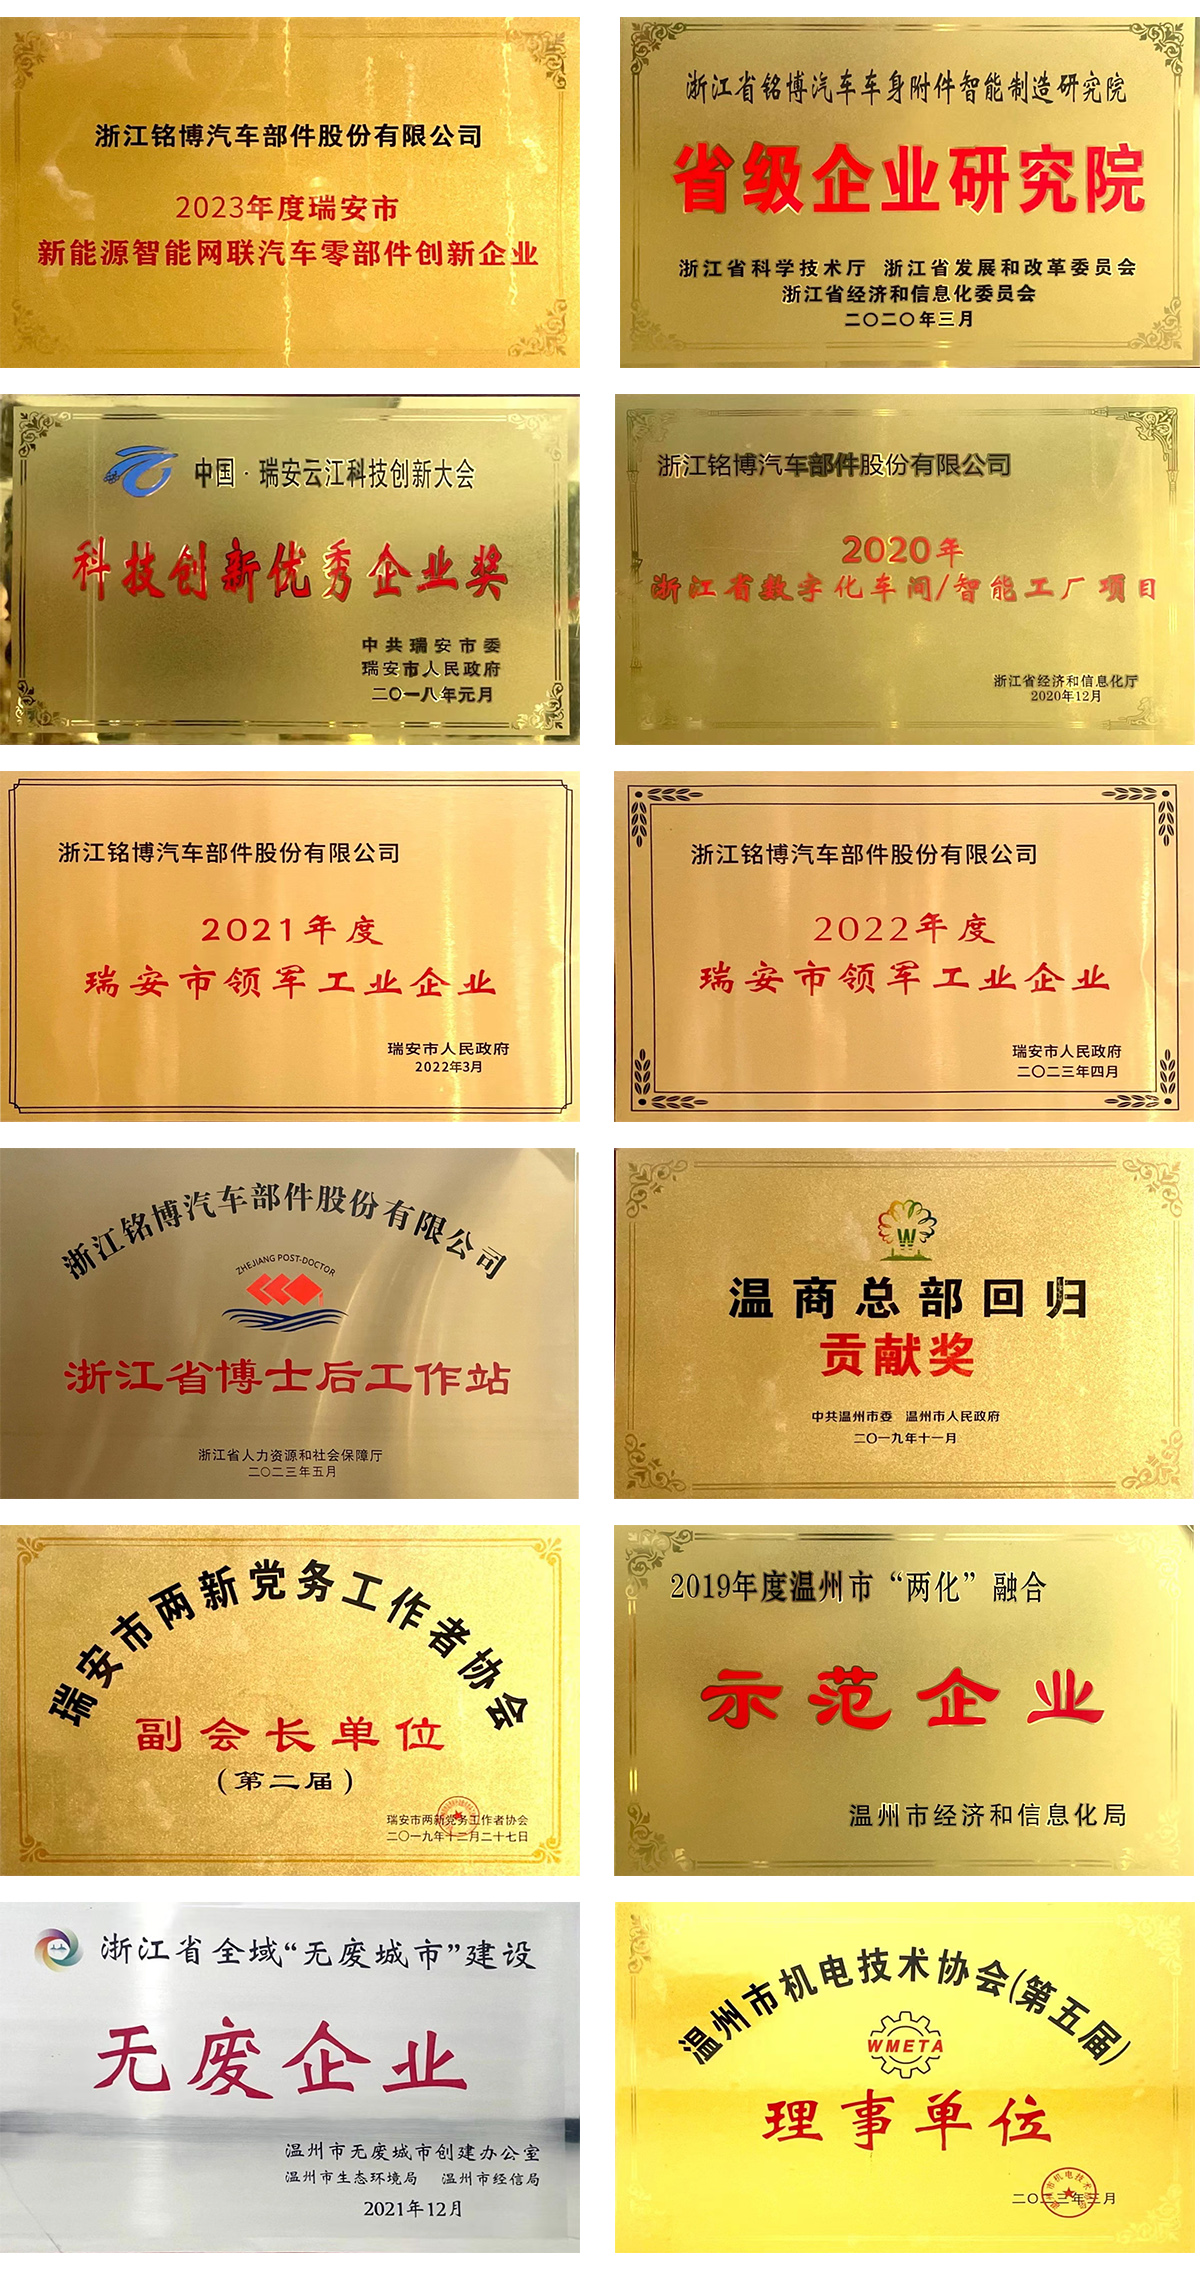 浙江铭博汽车部件股份有限公司
2023年度瑞安市
新能源智能网联汽车零部件创新企业
浙江省铭博汽车车身附件智能制造研究院
省级企业研究院
浙江省科学技术厅 浙江省发展和改革委员会
浙江省经济和信息化委员会
二〇二〇年三月
中国·瑞安云江科技创新大会
科技创新优秀企业奖
中共瑞安市委
瑞安市人民政府
二〇一八年元月
浙江铭博汽车部件股份有限公司
2020年
浙江省数字化车间/智能工厂项目
浙江省经济和信息化厅
2020年12月
浙江铭博汽车部件股份有限公司
2021年度
瑞安市领军工业企业
瑞安市人民政府
2022年3月
浙江铭博汽车部件股份有限公司
2022年度
瑞安市领军工业企业
瑞安市人民政府
二〇二三年四月
浙江铭博汽车部件股份有限公司
ZHEJIANG POST-DOCTOR
浙江省博士后工作站
浙江省人力资源和社会保障厅
二〇二三年五月
W
温商总部回归
贡献奖
中共温州市委 温州市人民政府
二〇一九年十一月
瑞安市两新党务工作者协会
副会长单位
(第二届)
瑞安市两新党务工作者协会
二〇一九年十二月二十七日
2019年度温州市“两化”融合
示范企业
温州市经济和信息化局
浙江省全域“无废城市”建设
无废企业
温州市无废城市创建办公室
温州市生态环境局 温州市经信局
2021年12月
温州市机电技术协会(第五届)
WMETA
理事单位
二〇二三年三月